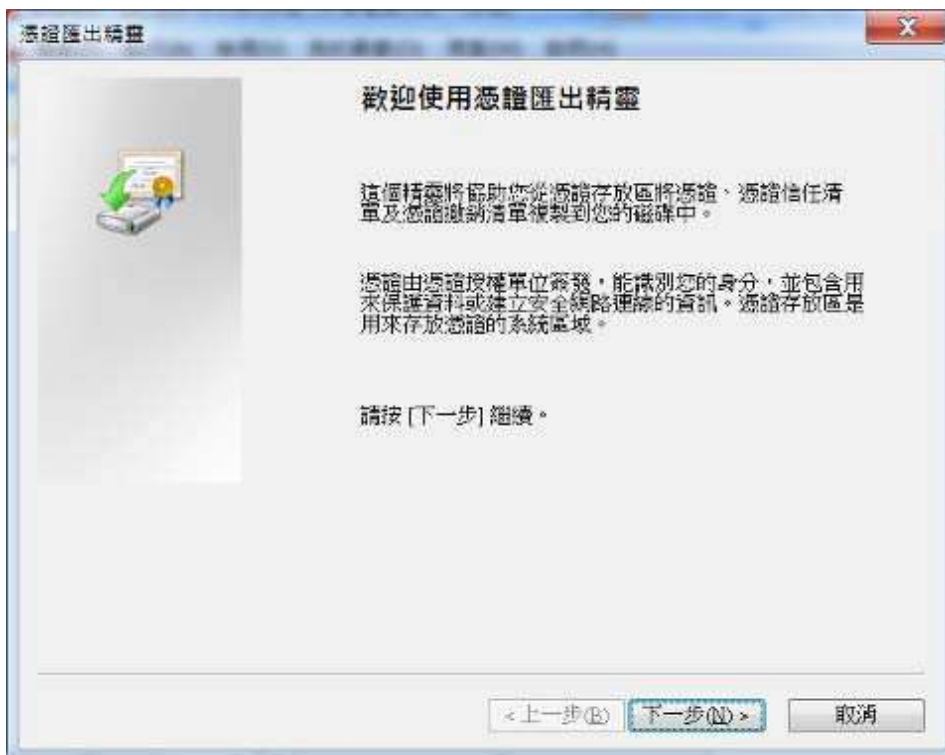 憑證匯出精靈
歡迎使用憑證匯出精靈
這個精靈將協助您從憑證存放區將憑證、憑證信任清
單及憑證撤銷清單複製到您的磁碟中。
憑證由憑證授權單位簽發,能識別您的身分,並包含用
來保護資料或建立安全網路連線的資訊。憑證存放區是
用來存放憑證的系統區域。
請按 [下一步] 繼續。
< 上一步(B)
下一步(N) >
取消